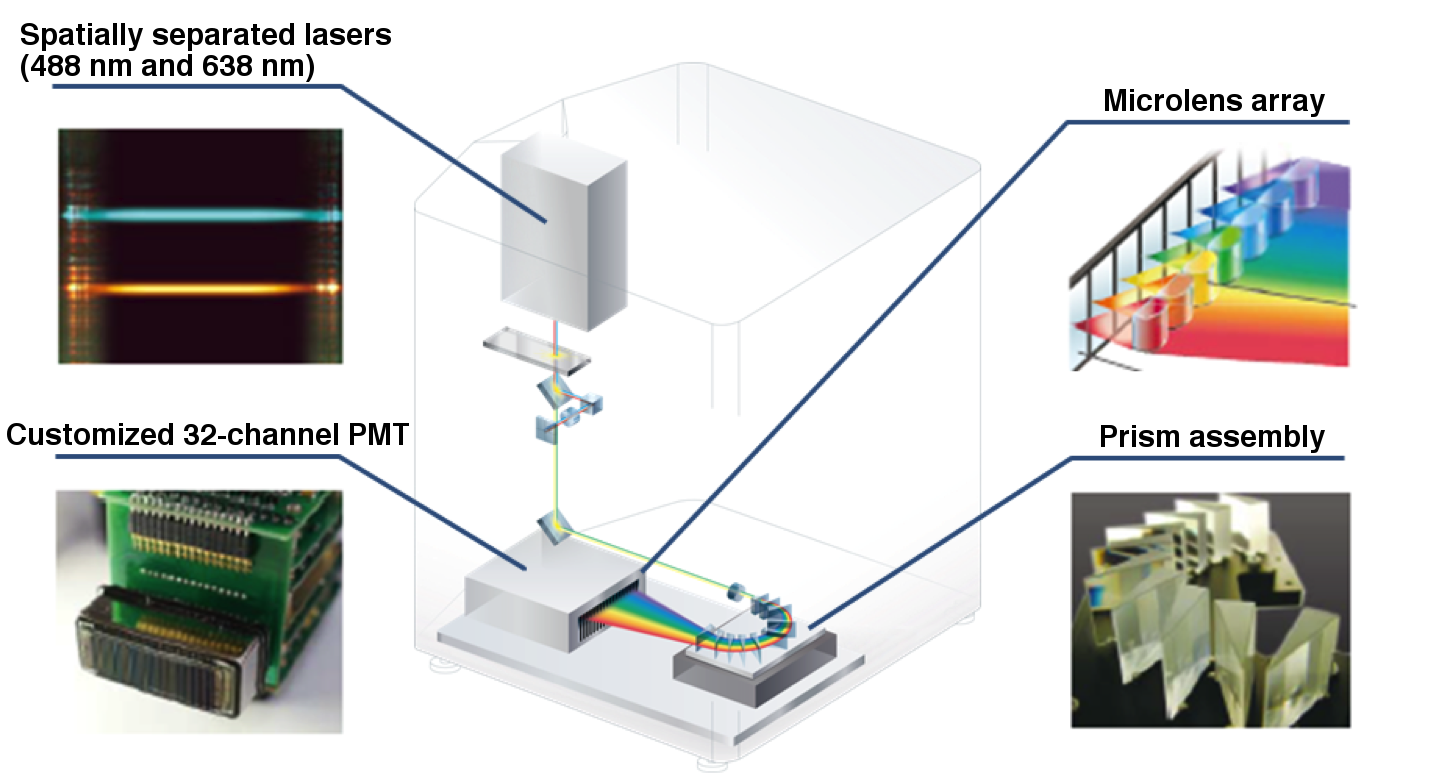 Spatially separated lasers
(488 nm and 638 nm)
Microlens array
Customized 32-channel PMT
Prism assembly